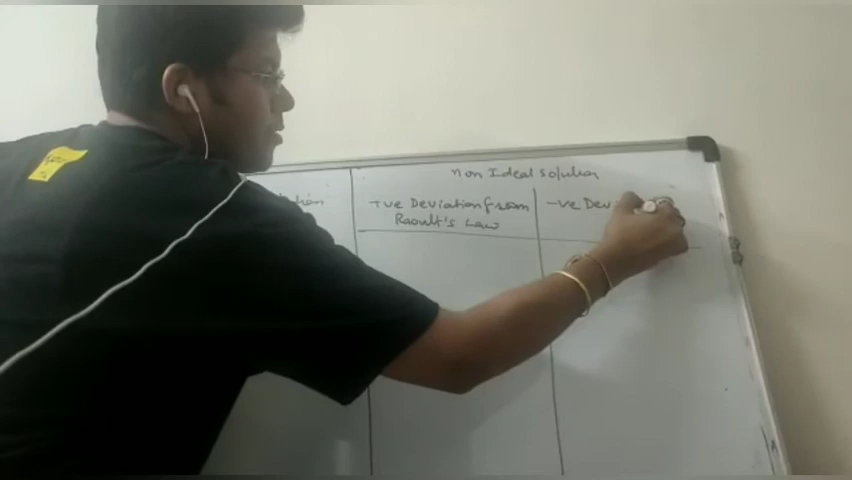 non Ideal solution
+ve Deviation from
Raoult's Law
-ve Dev